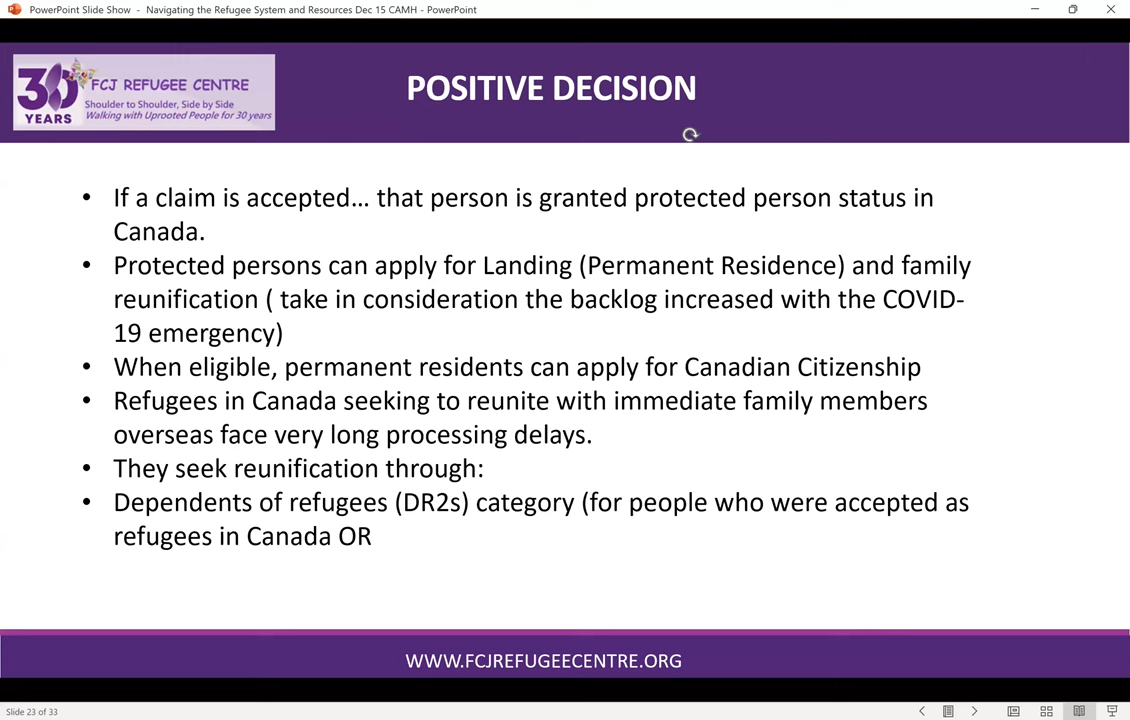 PowerPoint Slide Show - Navigating the Refugee System and Resources Dec 15 CAMH - PowerPoint
30 YEARS
FCJ REFUGEE CENTRE
Shoulder to Shoulder, Side by Side
Walking with Uprooted People for 30 years
POSITIVE DECISION
• If a claim is accepted... that person is granted protected person status in
Canada.
• Protected persons can apply for Landing (Permanent Residence) and family
reunification ( take in consideration the backlog increased with the COVID-
19 emergency)
• When eligible, permanent residents can apply for Canadian Citizenship
• Refugees in Canada seeking to reunite with immediate family members
overseas face very long processing delays.
• They seek reunification through:
• Dependents of refugees (DR2s) category (for people who were accepted as
refugees in Canada OR
WWW.FCJREFUGEECENTRE.ORG
Slide 23 of 33